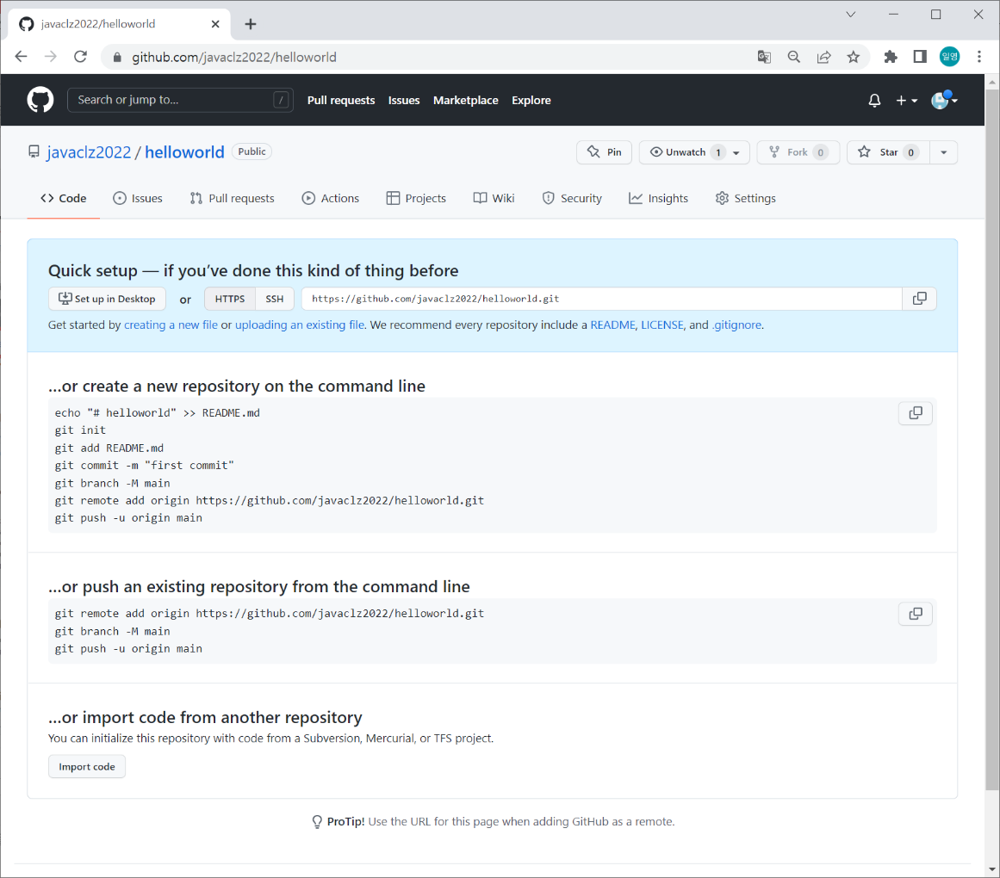 javaclz2022/helloworld
github.com/javaclz2022/helloworld
일영
Search or jump to... /
Pull requests Issues Marketplace Explore
javaclz2022 / helloworld Public
Pin Unwatch 1 Fork 0 Star 0
Code Issues Pull requests Actions Projects Wiki Security Insights Settings
Quick setup — if you’ve done this kind of thing before
Set up in Desktop or HTTPS SSH https://github.com/javaclz2022/helloworld.git
Get started by creating a new file or uploading an existing file. We recommend every repository include a README, LICENSE, and .gitignore.
…or create a new repository on the command line
echo "# helloworld" >> README.md
git init
git add README.md
git commit -m "first commit"
git branch -M main
git remote add origin https://github.com/javaclz2022/helloworld.git
git push -u origin main
…or push an existing repository from the command line
git remote add origin https://github.com/javaclz2022/helloworld.git
git branch -M main
git push -u origin main
…or import code from another repository
You can initialize this repository with code from a Subversion, Mercurial, or TFS project.
Import code
ProTip! Use the URL for this page when adding GitHub as a remote.